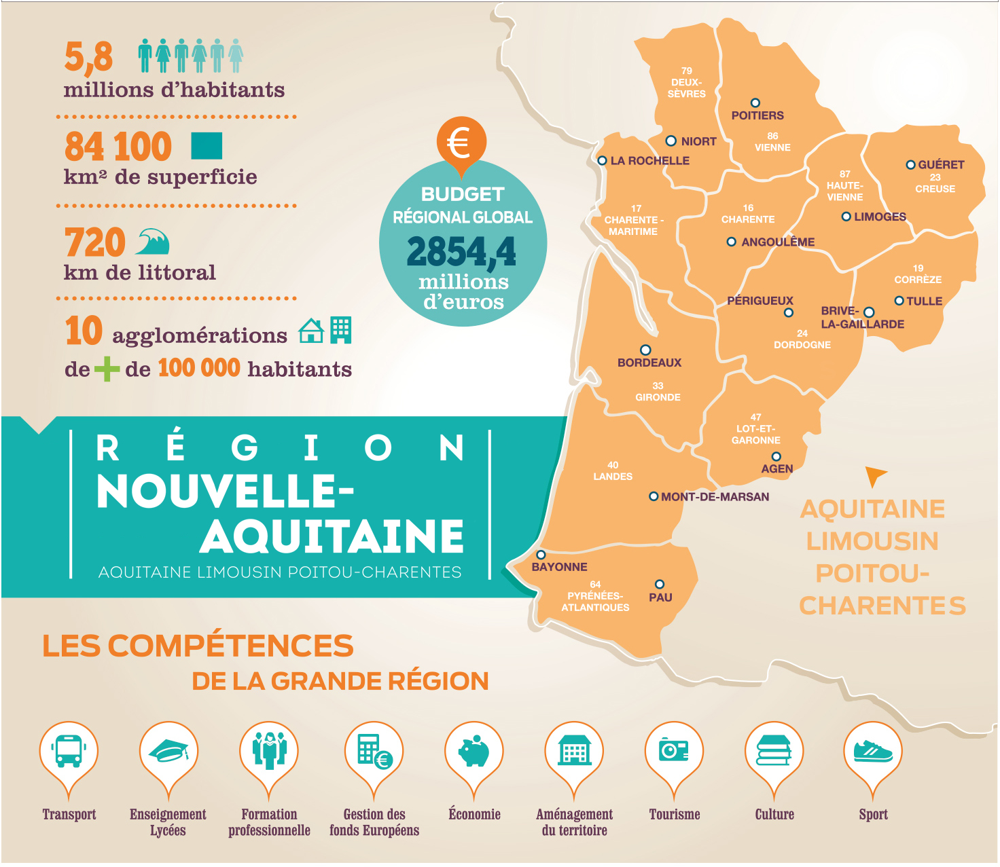 5,8
millions d'habitants
84 100
km² de superficie
720
km de littoral
10 agglomérations
de + de 100 000 habitants
€
BUDGET
RÉGIONAL GLOBAL
2854,4
millions
d'euros
79
DEUX-
SÈVRES
POITIERS
86
VIENNE
NIORT
LA ROCHELLE
GUÉRET
23
CREUSE
87
HAUTE-
VIENNE
LIMOGES
17
CHARENTE -
MARITIME
16
CHARENTE
ANGOULÊME
19
CORRÈZE
TULLE
PÉRIGUEUX
BRIVE-
LA-GAILLARDE
24
DORDOGNE
BORDEAUX
33
GIRONDE
47
LOT-ET-
GARONNE
AGEN
40
LANDES
MONT-DE-MARSAN
BAYONNE
64
PYRÉNÉES-
ATLANTIQUES
PAU
RÉGION
NOUVELLE-
AQUITAINE
AQUITAINE LIMOUSIN POITOU-CHARENTES
AQUITAINE
LIMOUSIN
POITOU-
CHARENTES
LES COMPÉTENCES
DE LA GRANDE RÉGION
€
Transport
Enseignement
Lycées
Formation
professionnelle
Gestion des
fonds Européens
Économie
Aménagement
du territoire
Tourisme
Culture
Sport